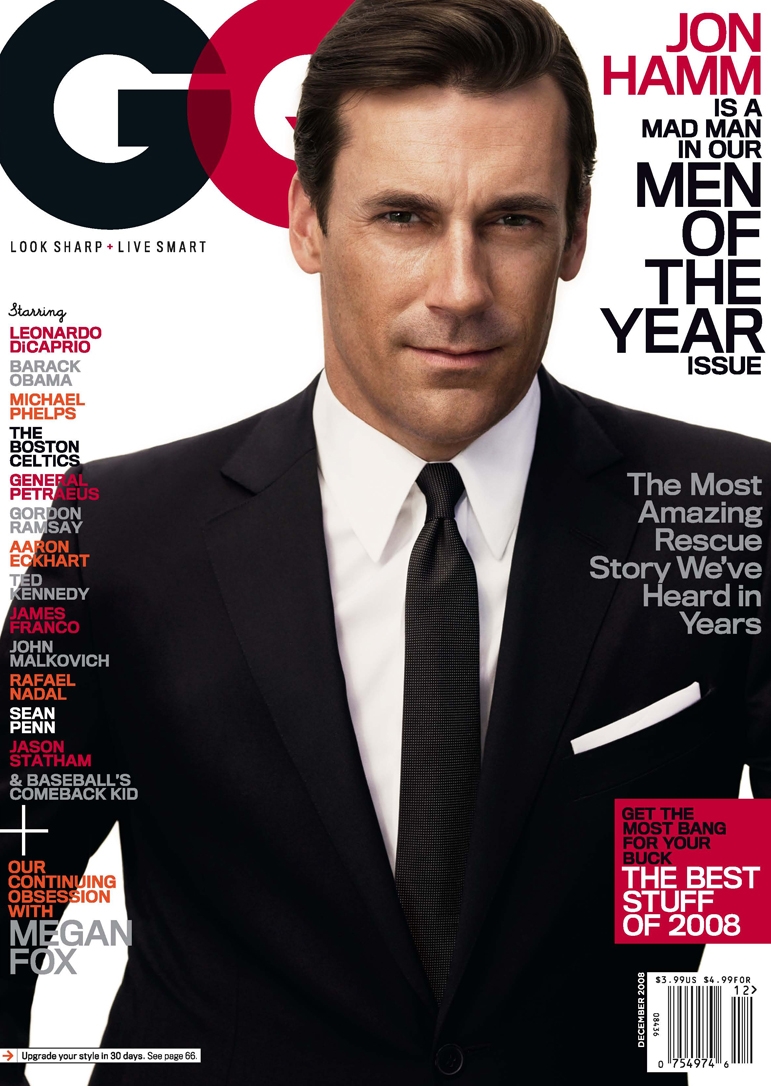 GQ
LOOK SHARP + LIVE SMART
JON
HAMM
IS A
MAD MAN
IN OUR
MEN
OF
THE
YEAR
ISSUE
Starring
LEONARDO
DiCAPRIO
BARACK
OBAMA
MICHAEL
PHELPS
THE
BOSTON
CELTICS
GENERAL
PETRAEUS
GORDON
RAMSAY
AARON
ECKHART
TED
KENNEDY
JAMES
FRANCO
JOHN
MALKOVICH
RAFAEL
NADAL
SEAN
PENN
JASON
STATHAM
& BASEBALL'S
COMEBACK KID
+
OUR
CONTINUING
OBSESSION
WITH
MEGAN
FOX
The Most
Amazing
Rescue
Story We've
Heard in
Years
GET THE
MOST BANG
FOR YOUR
BUCK
THE BEST
STUFF
OF 2008
DECEMBER 2008
$3.99US $4.99FOR
12>
08436
0 754974 6
Upgrade your style in 30 days. See page 66.